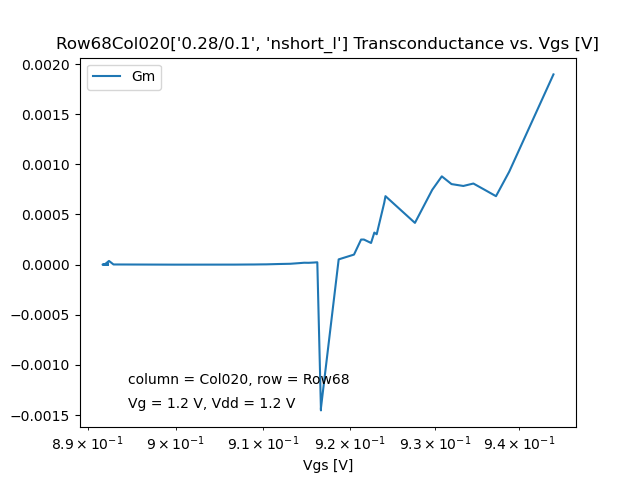 Row68Col020['0.28/0.1', 'nshort_l'] Transconductance vs. Vgs [V]
Gm
0.0020
0.0015
0.0010
0.0005
0.0000
−0.0005
−0.0010
−0.0015
column = Col020, row = Row68
Vg = 1.2 V, Vdd = 1.2 V
8.9 × 10⁻¹ 9 × 10⁻¹ 9.1 × 10⁻¹ 9.2 × 10⁻¹ 9.3 × 10⁻¹ 9.4 × 10⁻¹
Vgs [V]